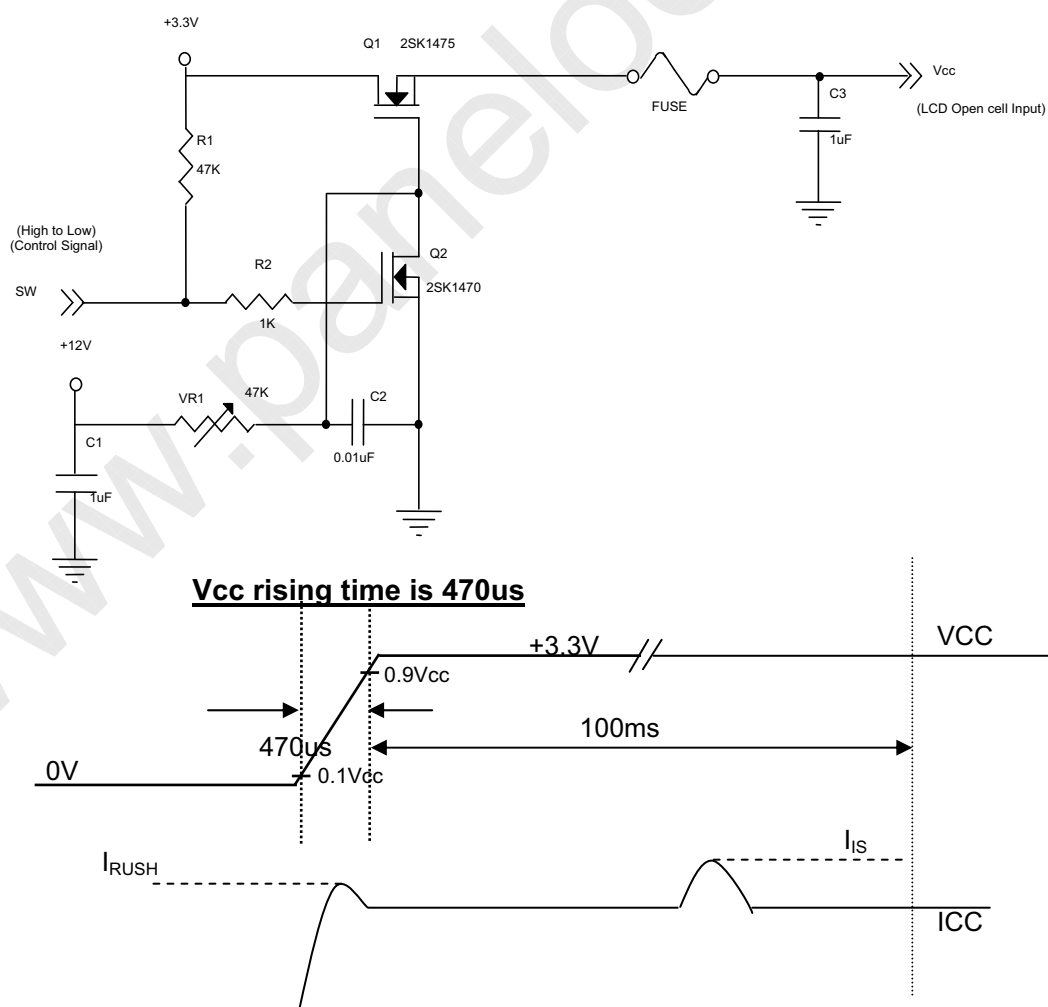 +3.3V
Q1 2SK1475
Vcc
FUSE
C3
(LCD Open cell Input)
1uF
R1
47K
(High to Low)
(Control Signal)
Q2
R2
SW
2SK1470
1K
+12V
VR1
47K
C2
C1
0.01uF
1uF
Vcc rising time is 470us
+3.3V
VCC
0.9Vcc
100ms
470us
0V
0.1Vcc
IRUSH
IIS
ICC